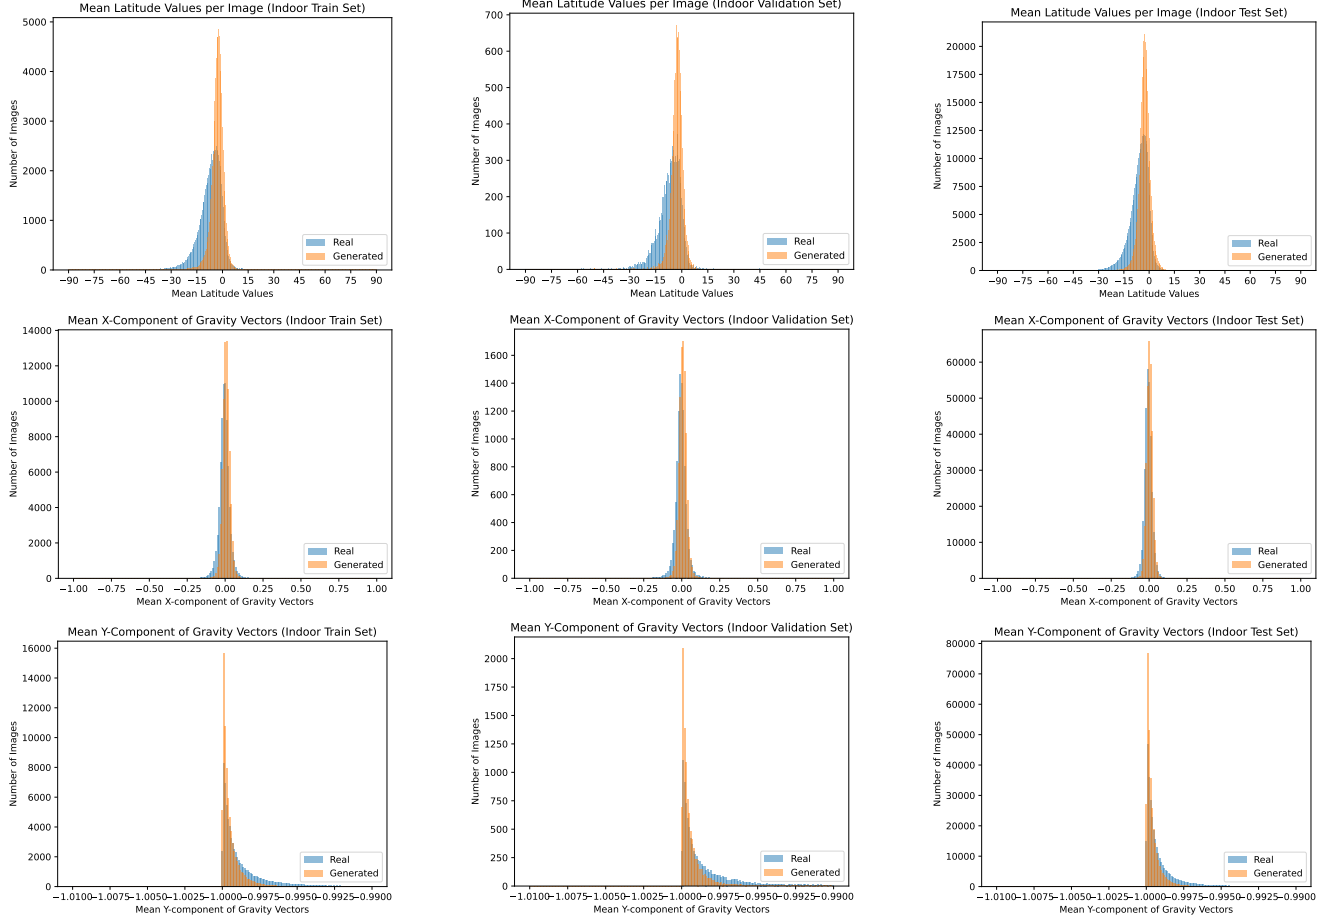 Mean Latitude Values per Image (Indoor Train Set)
5000
4000
3000
2000
1000
0
Number of Images
Real
Generated
−90 −75 −60 −45 −30 −15 0 15 30 45 60 75 90
Mean Latitude Values
Mean Latitude Values per Image (Indoor Validation Set)
700
600
500
400
300
200
100
0
Number of Images
Real
Generated
−90 −75 −60 −45 −30 −15 0 15 30 45 60 75 90
Mean Latitude Values
Mean Latitude Values per Image (Indoor Test Set)
20000
17500
15000
12500
10000
7500
5000
2500
0
Number of Images
Real
Generated
−90 −75 −60 −45 −30 −15 0 15 30 45 60 75 90
Mean Latitude Values
Mean X-Component of Gravity Vectors (Indoor Train Set)
14000
12000
10000
8000
6000
4000
2000
0
Number of Images
Real
Generated
−1.00 −0.75 −0.50 −0.25 0.00 0.25 0.50 0.75 1.00
Mean X-component of Gravity Vectors
Mean X-Component of Gravity Vectors (Indoor Validation Set)
1600
1400
1200
1000
800
600
400
200
0
Number of Images
Real
Generated
−1.00 −0.75 −0.50 −0.25 0.00 0.25 0.50 0.75 1.00
Mean X-component of Gravity Vectors
Mean X-Component of Gravity Vectors (Indoor Test Set)
60000
50000
40000
30000
20000
10000
0
Number of Images
Real
Generated
−1.00 −0.75 −0.50 −0.25 0.00 0.25 0.50 0.75 1.00
Mean X-component of Gravity Vectors
Mean Y-Component of Gravity Vectors (Indoor Train Set)
16000
14000
12000
10000
8000
6000
4000
2000
0
Number of Images
Real
Generated
−1.0100 −1.0075 −1.0050 −1.0025 −1.0000 −0.9975 −0.9950 −0.9925 −0.9900
Mean Y-component of Gravity Vectors
Mean Y-Component of Gravity Vectors (Indoor Validation Set)
2000
1750
1500
1250
1000
750
500
250
0
Number of Images
Real
Generated
−1.0100 −1.0075 −1.0050 −1.0025 −1.0000 −0.9975 −0.9950 −0.9925 −0.9900
Mean Y-component of Gravity Vectors
Mean Y-Component of Gravity Vectors (Indoor Test Set)
80000
70000
60000
50000
40000
30000
20000
10000
0
Number of Images
Real
Generated
−1.0100 −1.0075 −1.0050 −1.0025 −1.0000 −0.9975 −0.9950 −0.9925 −0.9900
Mean Y-component of Gravity Vectors